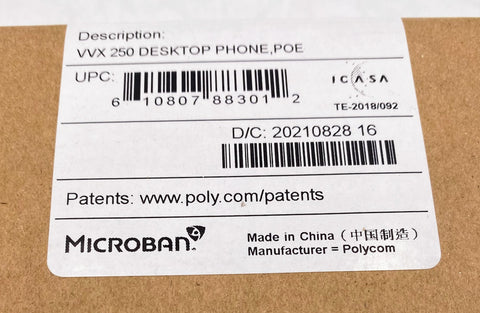 Description:
VVX 250 DESKTOP PHONE,POE
UPC:
6 10807 88301 2
ICASA
TE-2018/092
D/C: 20210828 16
Patents: www.poly.com/patents
MICROBAN
Made in China (中国制造)
Manufacturer = Polycom